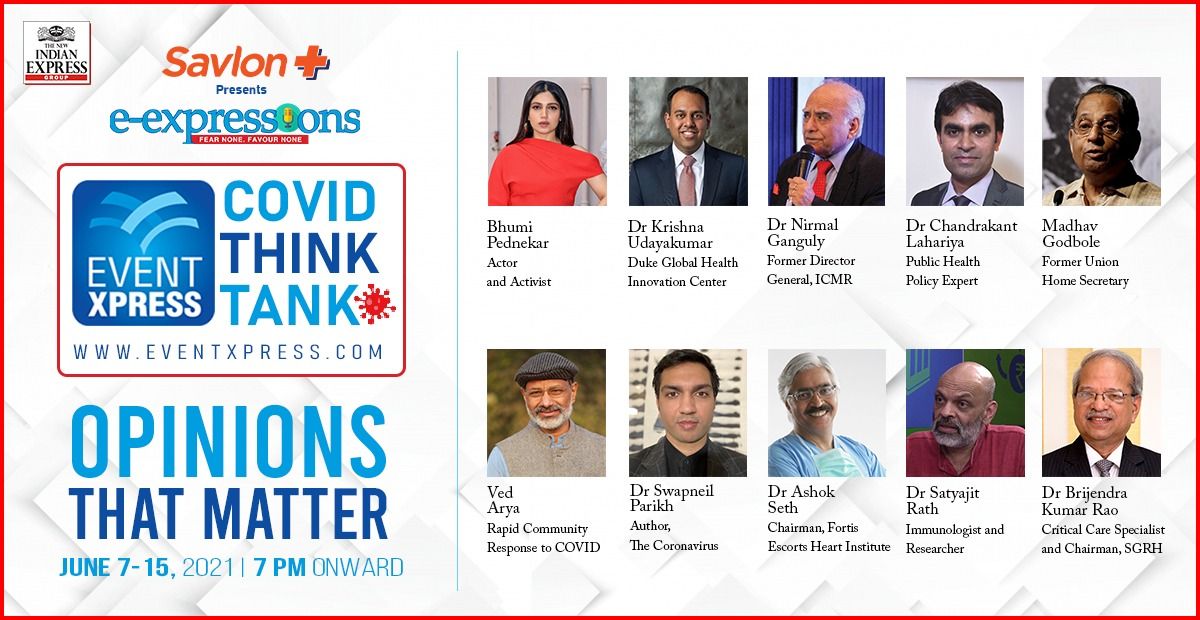 THE NEW
INDIAN
EXPRESS
GROUP
Savlon
Presents
e-expressions
FEAR NONE. FAVOUR NONE
EVENT
XPRESS
COVID
THINK
TANK
WWW.EVENTXPRESS.COM
OPINIONS
THAT MATTER
JUNE 7-15, 2021 | 7 PM ONWARD
Bhumi
Pednekar
Actor
and Activist
Dr Krishna
Udayakumar
Duke Global Health
Innovation Center
Dr Nirmal
Ganguly
Former Director
General, ICMR
Dr Chandrakant
Lahariya
Public Health
Policy Expert
Madhav
Godbole
Former Union
Home Secretary
Ved
Arya
Rapid Community
Response to COVID
Dr Swapneil
Parikh
Author,
The Coronavirus
Dr Ashok
Seth
Chairman, Fortis
Escorts Heart Institute
Dr Satyajit
Rath
Immunologist and
Researcher
Dr Brijendra
Kumar Rao
Critical Care Specialist
and Chairman, SGRH